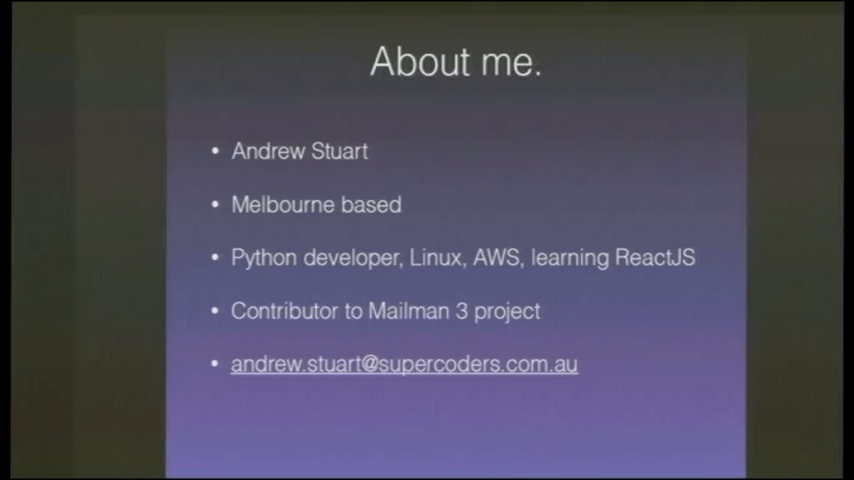 About me.
• Andrew Stuart
• Melbourne based
• Python developer, Linux, AWS, learning ReactJS
• Contributor to Mailman 3 project
• andrew.stuart@supercoders.com.au